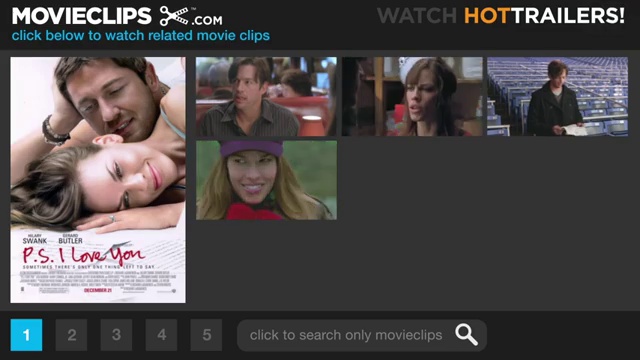 MOVIECLIPS .COM
WATCH HOTTRAILERS!
click below to watch related movie clips
HILARY SWANK GERARD BUTLER
P.S. I Love You
SOMETIMES THERE'S ONLY ONE THING LEFT TO SAY.
DECEMBER 21
1 2 3 4 5 click to search only movieclips